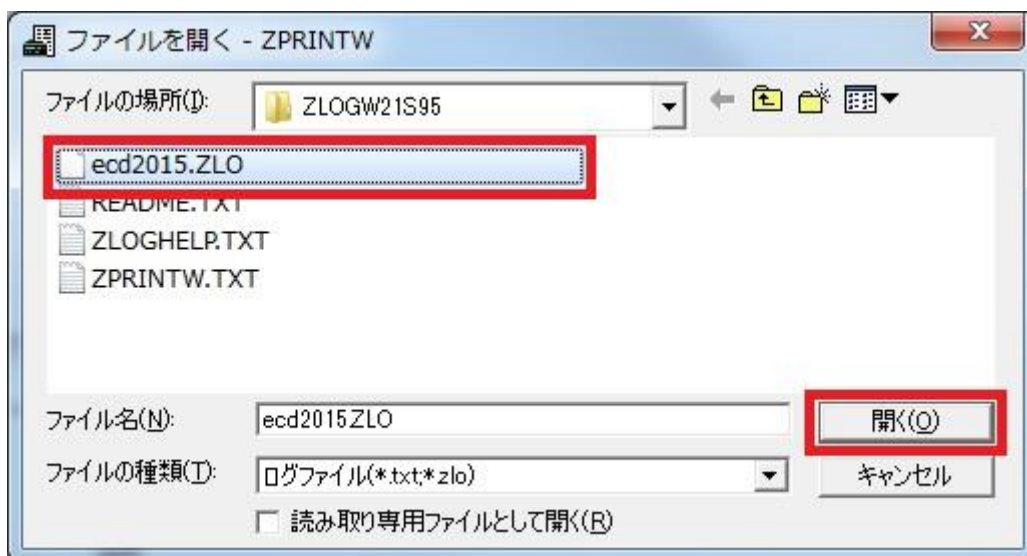 ファイルを開く - ZPRINTW
ファイルの場所(I): ZLOGW21S95
ecd2015.ZLO
README.TXT
ZLOGHELP.TXT
ZPRINTW.TXT
ファイル名(N): ecd2015.ZLO 開く(O)
ファイルの種類(T): ログファイル(*.txt;*.zlo) キャンセル
読み取り専用ファイルとして開く(R)